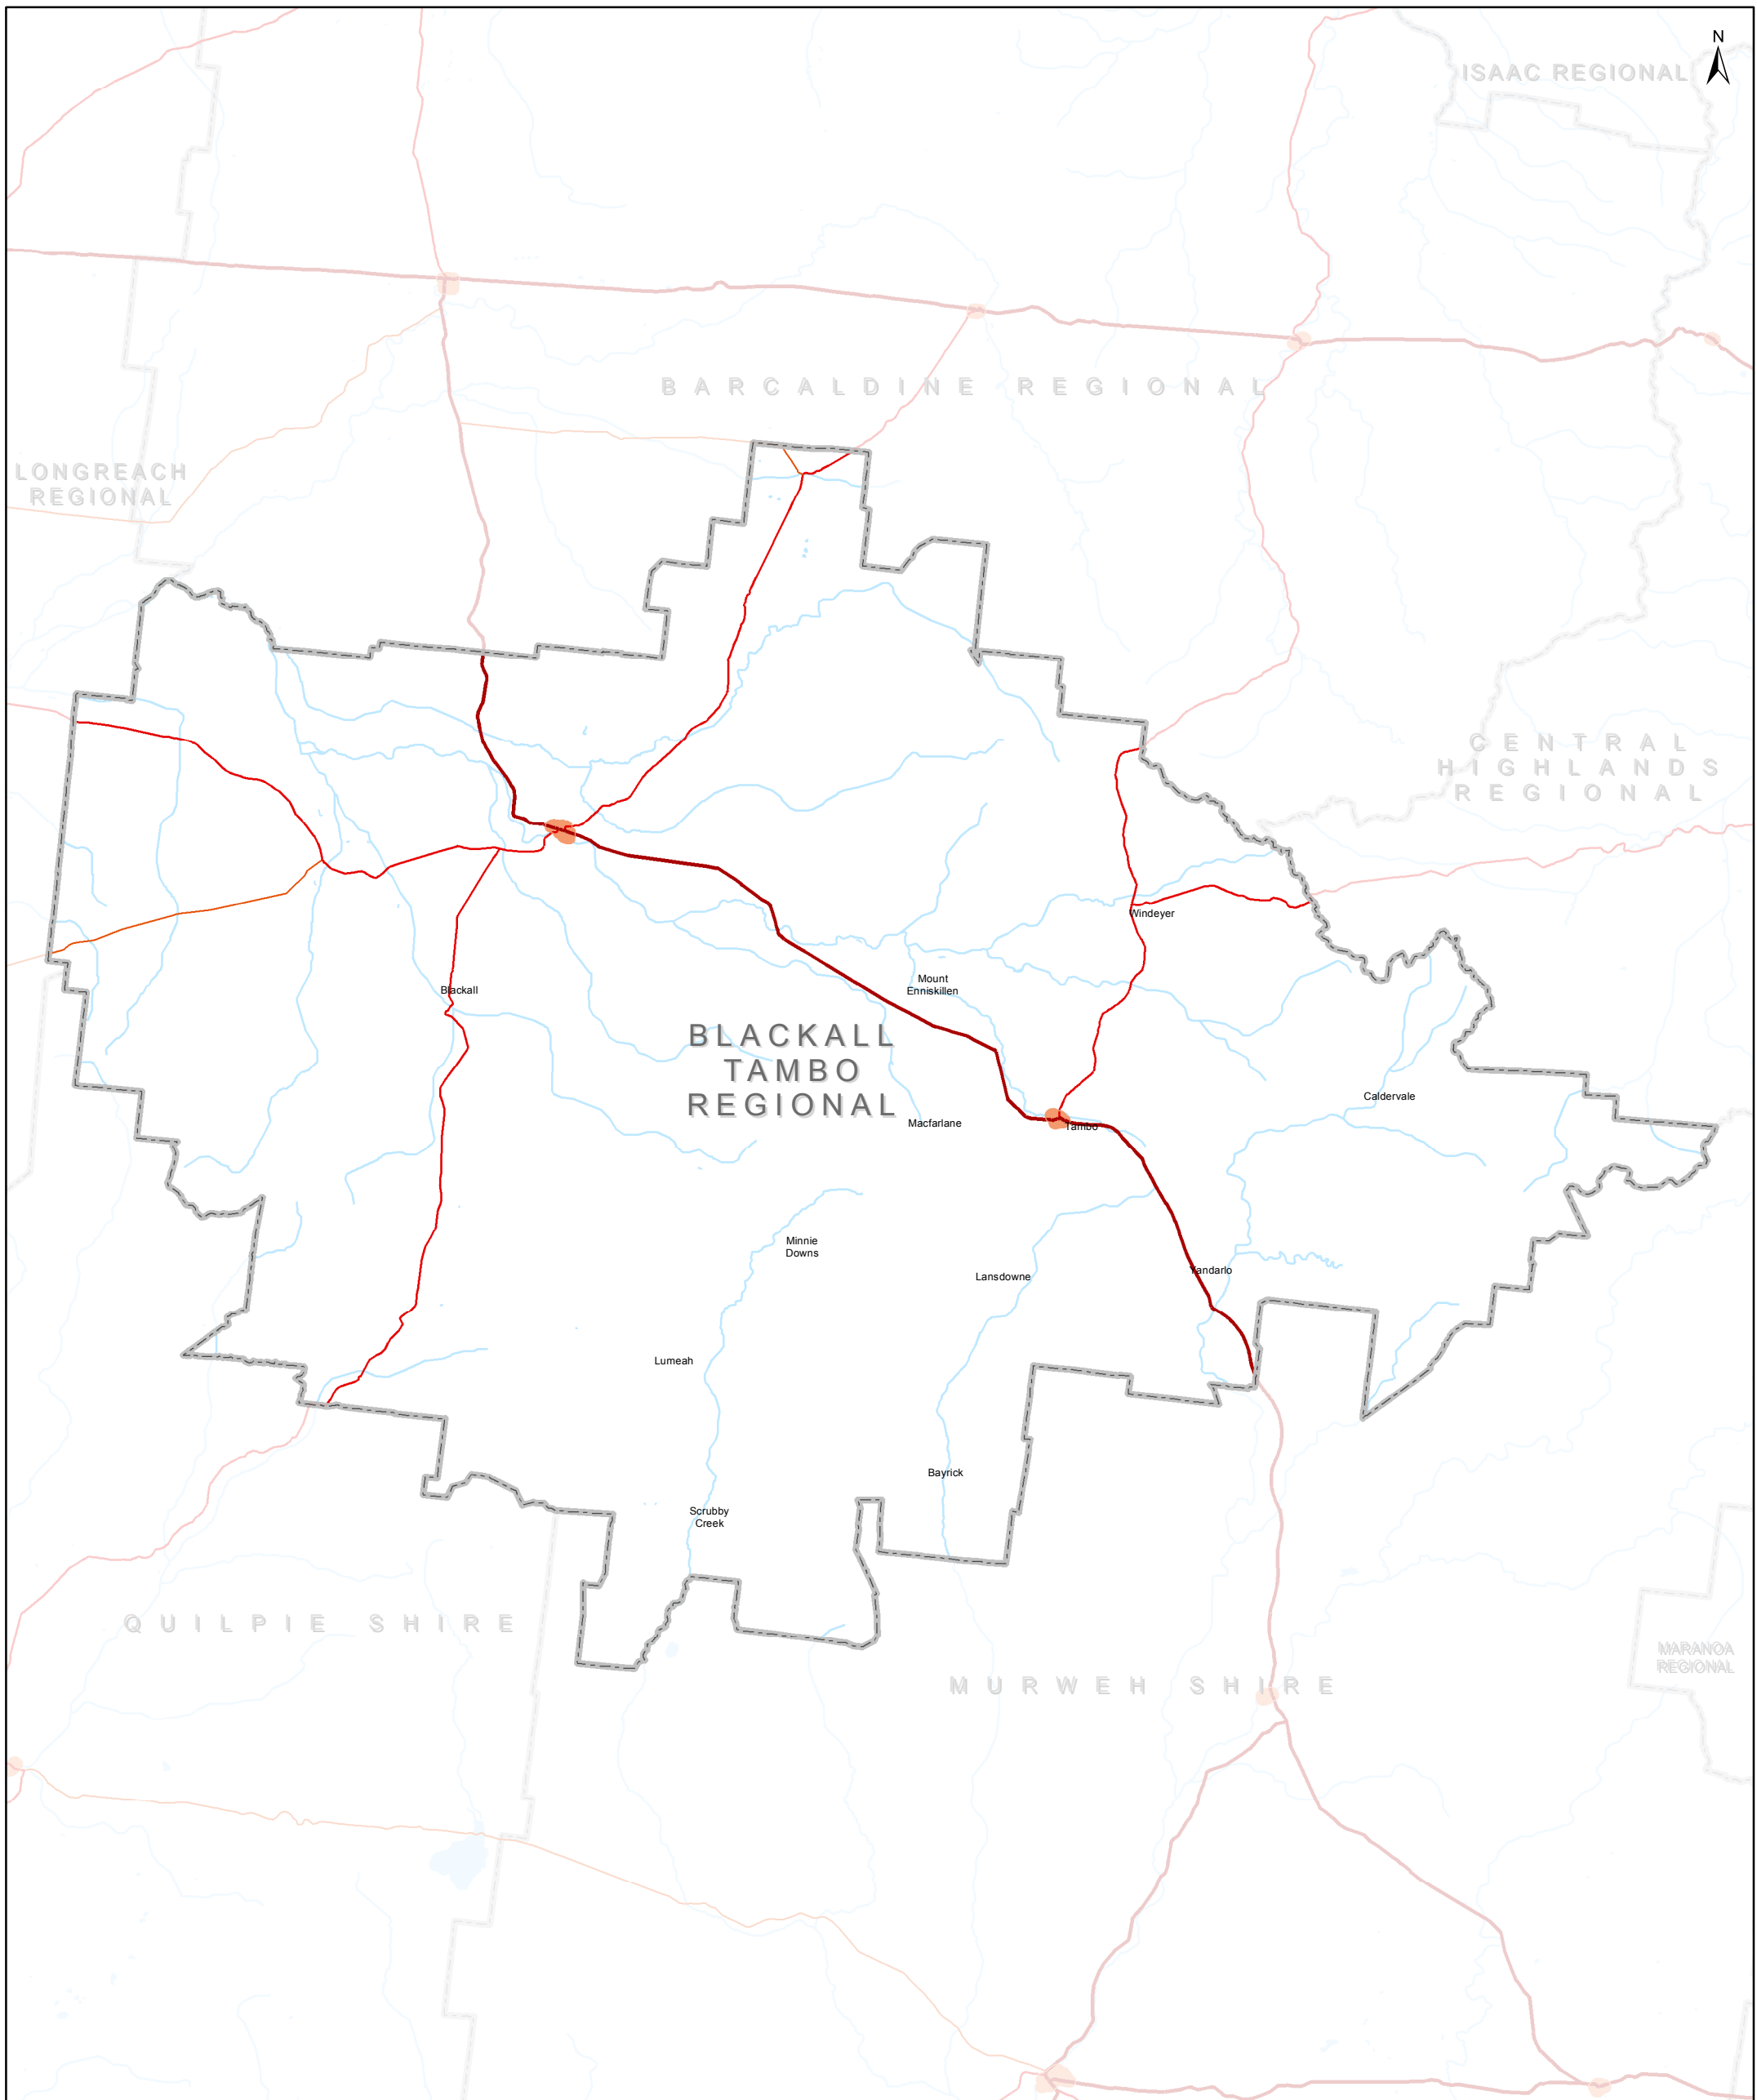 N
ISAAC REGIONAL
BARCALDINE REGIONAL
LONGREACH
REGIONAL
CENTRAL
HIGHLANDS
REGIONAL
Windeyer
Mount
Enniskillen
Blackall
BLACKALL
TAMBO
REGIONAL
Caldervale
Macfarlane
Tambo
Minnie
Downs
Lansdowne
Yandarlo
Lumeah
Bayrick
Scrubby
Creek
QUILPIE SHIRE
MARANOA
REGIONAL
MURWEH SHIRE